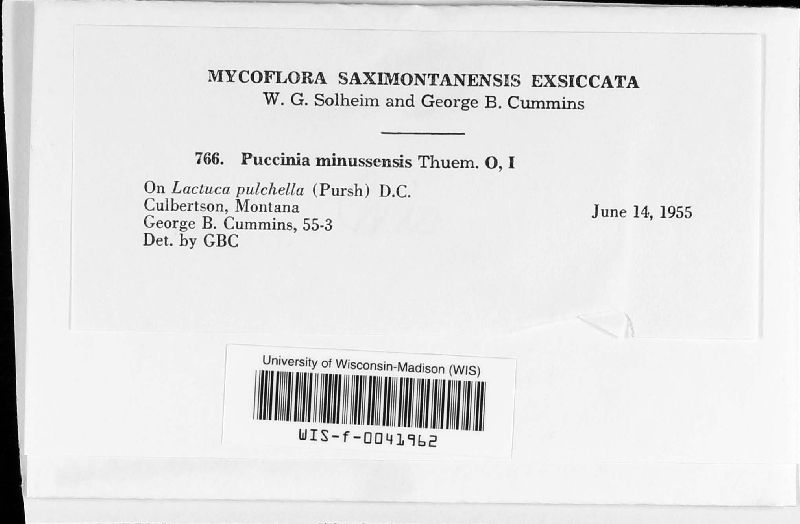 MYCOFLORA SAXIMONTANENSIS EXSICCATA
W. G. Solheim and George B. Cummins
766. Puccinia minussensis Thuem. O, I
On Lactuca pulchella (Pursh) D.C.
Culbertson, Montana
June 14, 1955
George B. Cummins, 55-3
Det. by GBC
University of Wisconsin-Madison (WIS)
WIS-f-0041962